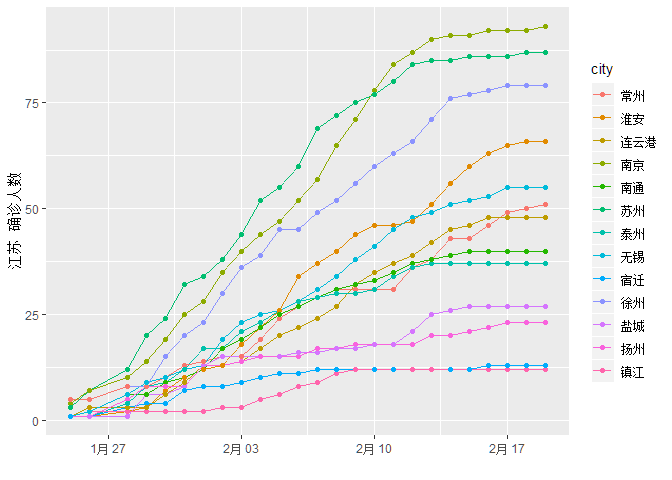 江苏 确诊人数
75
50
25
0
1月 27
2月 03
2月 10
2月 17
city
常州
淮安
连云港
南京
南通
苏州
泰州
无锡
宿迁
徐州
盐城
扬州
镇江